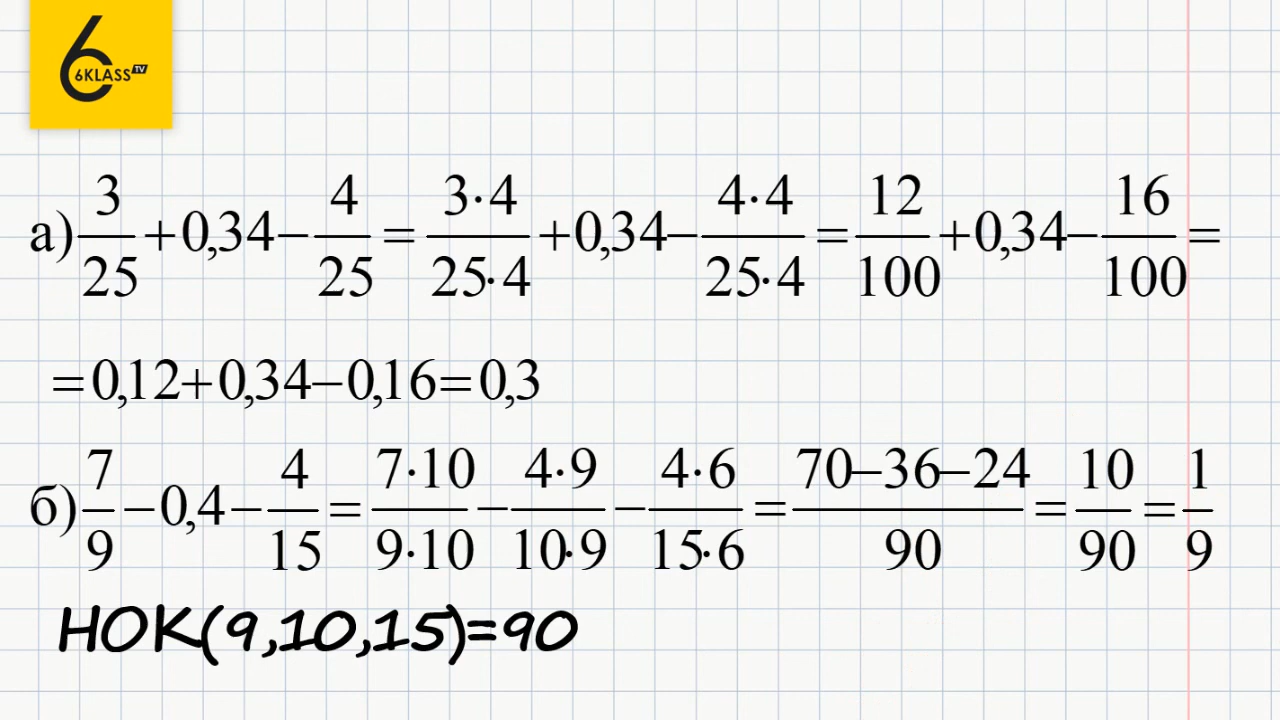 6KLASS TV
а) 3/25 + 0,34 − 4/25 = 3·4/25·4 + 0,34 − 4·4/25·4 = 12/100 + 0,34 − 16/100 =
= 0,12 + 0,34 − 0,16 = 0,3
б) 7/9 − 0,4 − 4/15 = 7·10/9·10 − 4·9/10·9 − 4·6/15·6 = 70−36−24/90 = 10/90 = 1/9
НОК(9,10,15)=90